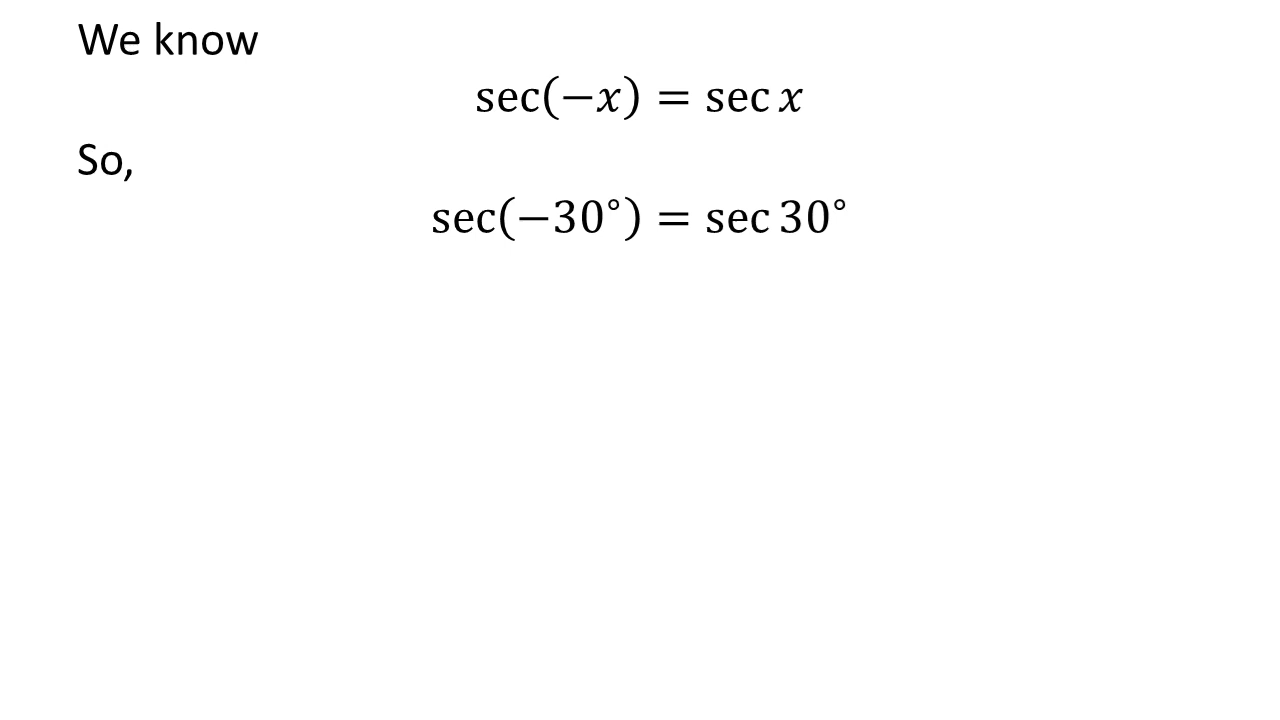 We know
sec(−x) = sec x
So,
sec(−30°) = sec 30°